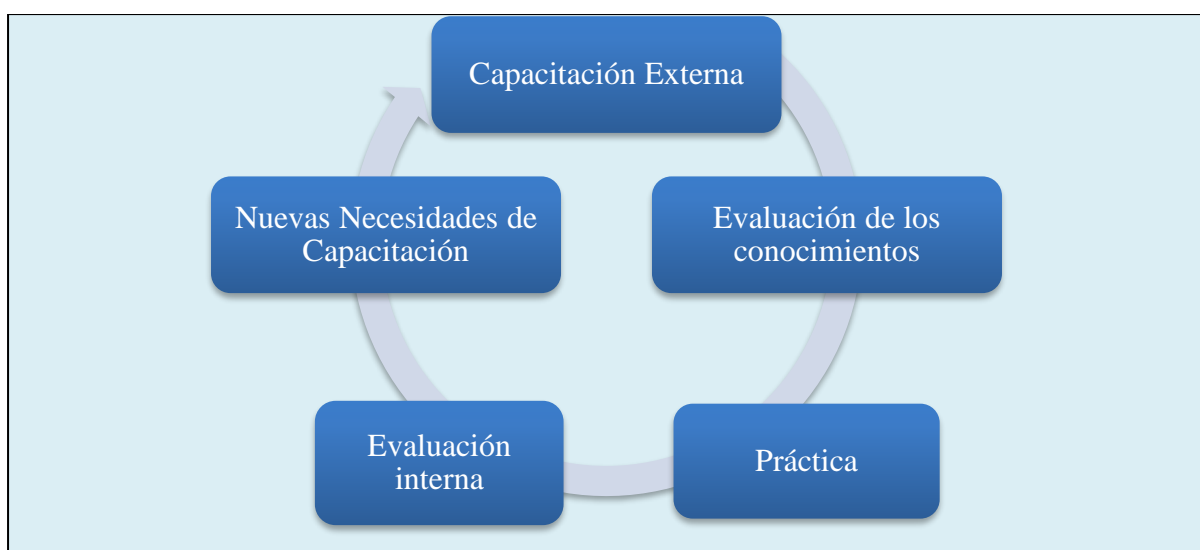 Capacitación Externa
Evaluación de los
conocimientos
Práctica
Evaluación
interna
Nuevas Necesidades de
Capacitación